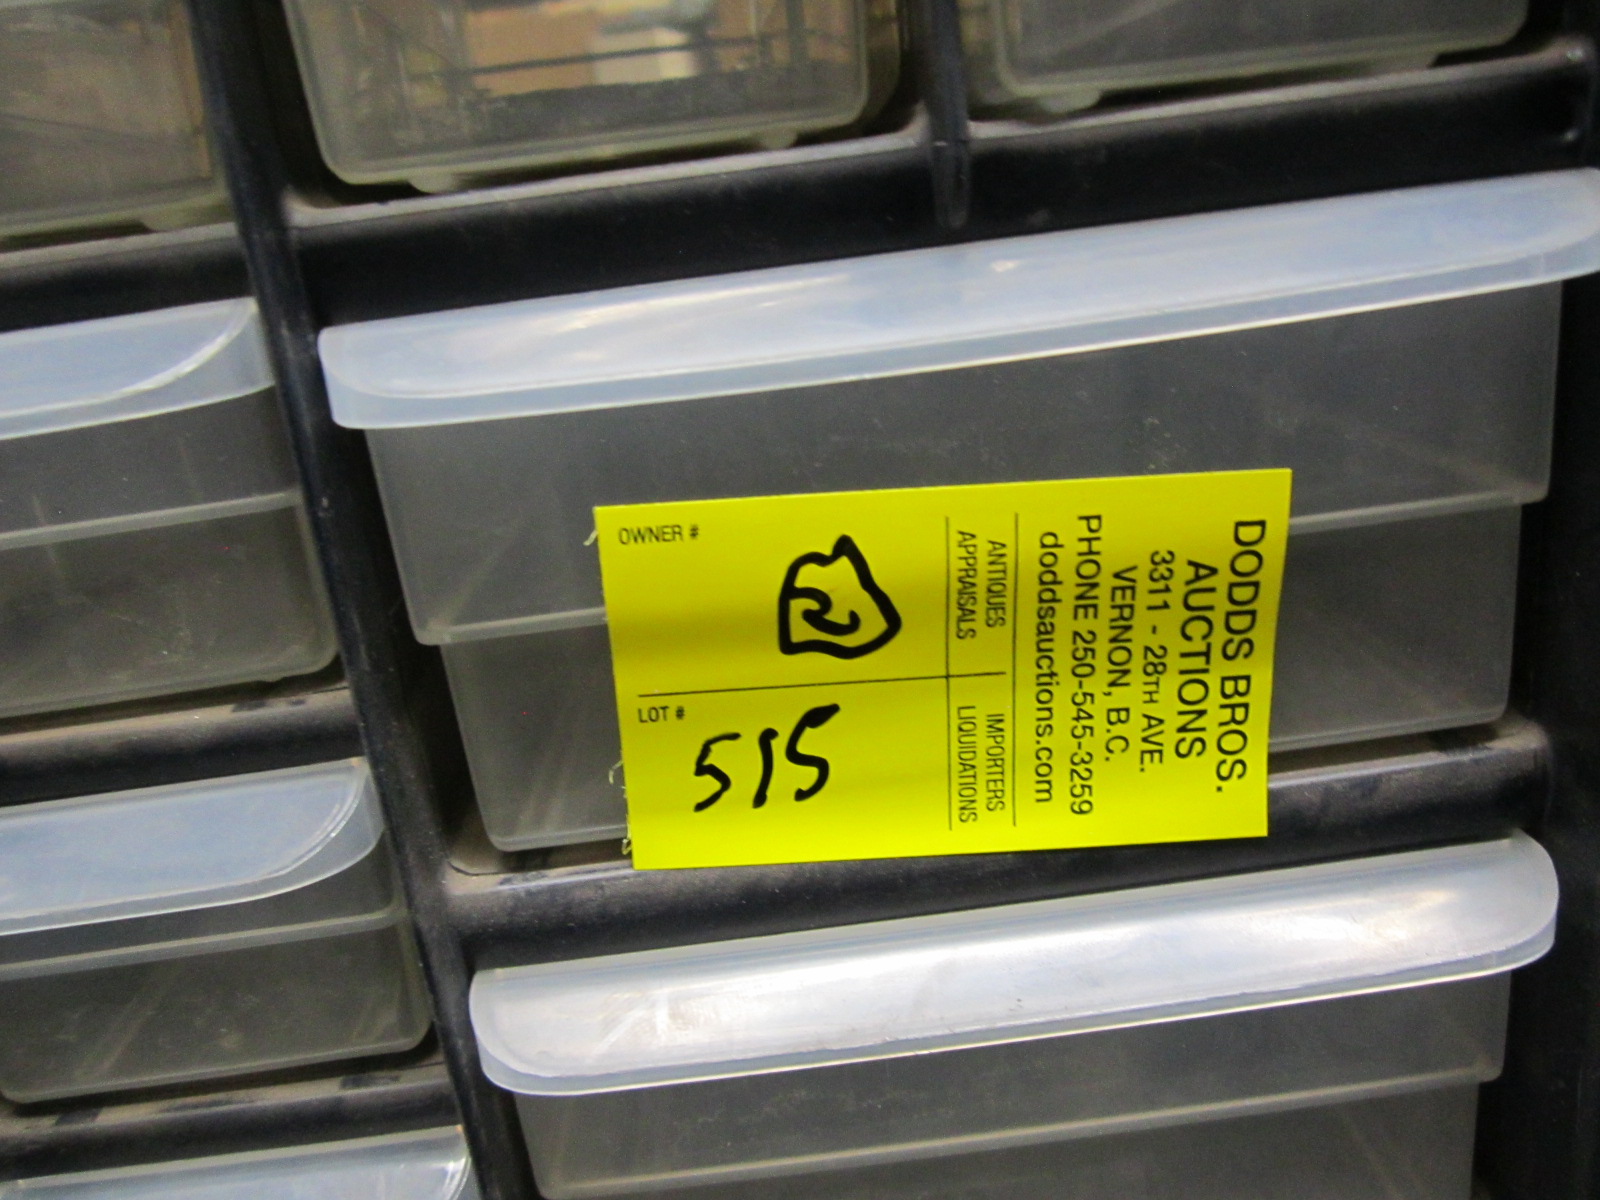 DODDS BROS.
AUCTIONS
3311 - 28TH AVE.
VERNON, B.C.
PHONE 250-545-3259
doddsauctions.com
ANTIQUES
APPRAISALS
IMPORTERS
LIQUIDATIONS
OWNER #
LOT #
515